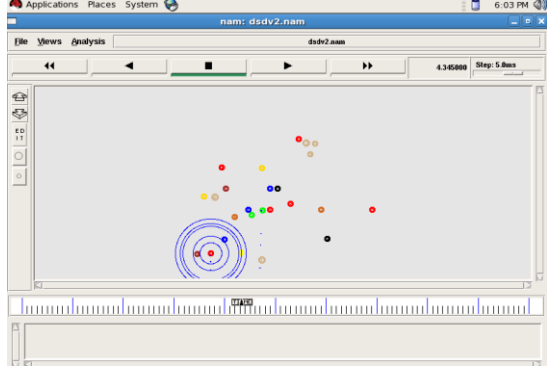 Applications Places System 6:03 PM
nam: dsdv2.nam
File Views Analysis dsdv2.nam
4.345000 Step: 5.0ms
ED
IT